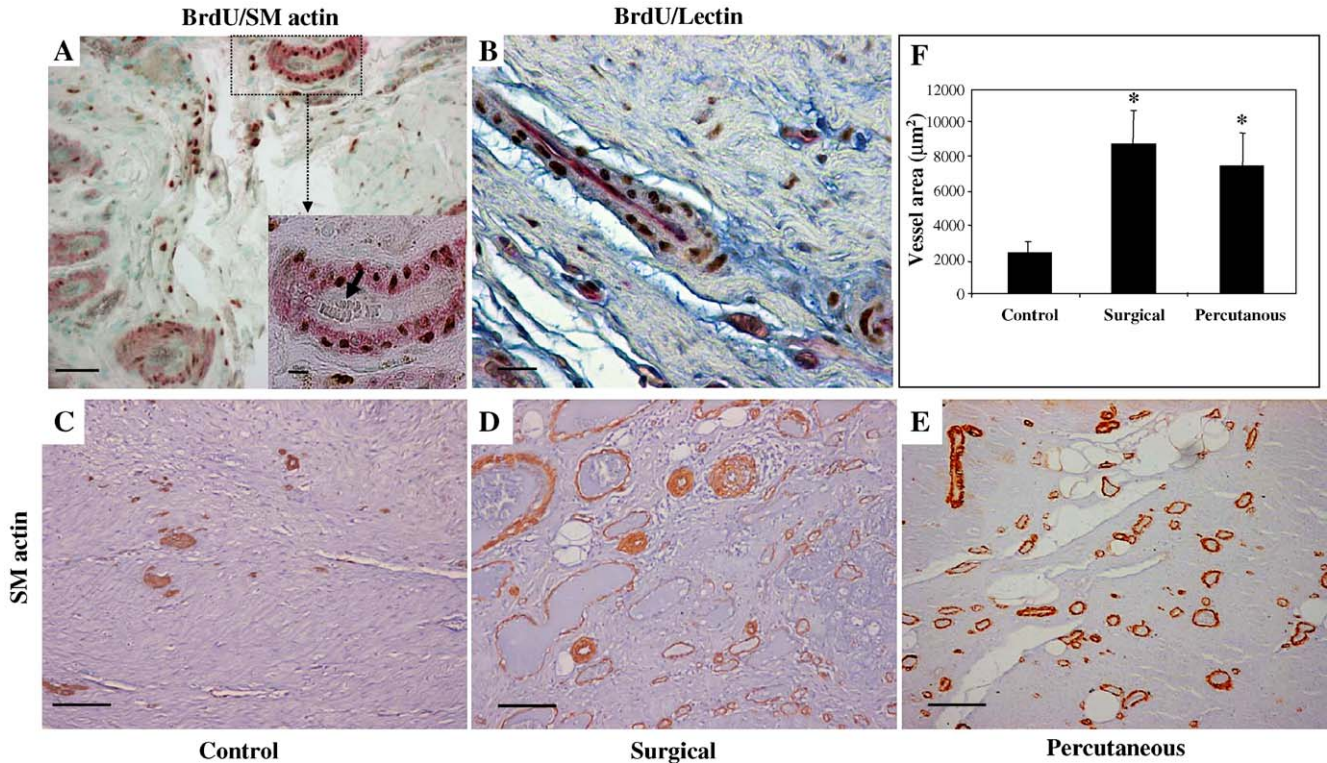 BrdU/SM actin
BrdU/Lectin
A
B
F
Vessel area (μm²)
12000
10000
8000
6000
4000
2000
0
*
*
Control
Surgical
Percutanous
C
D
E
SM actin
Control
Surgical
Percutaneous